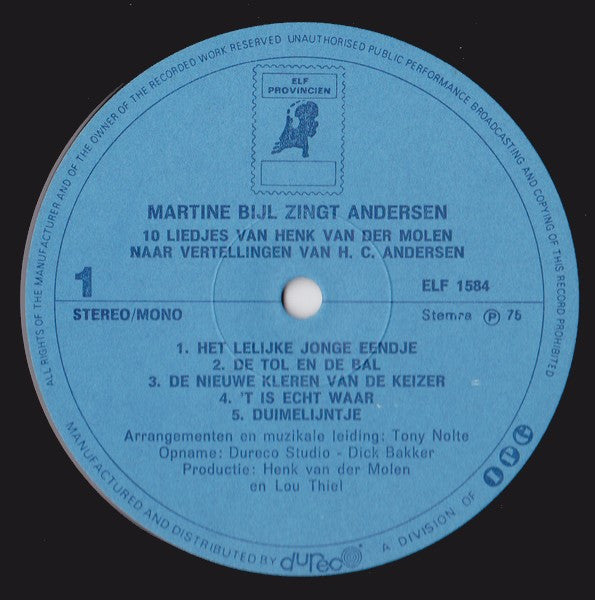 ALL RIGHTS OF THE MANUFACTURER AND OF THE OWNER OF THE RECORDED WORK RESERVED UNAUTHORISED PUBLIC PERFORMANCE BROADCASTING AND COPYING OF THIS RECORD PROHIBITED
ELF
PROVINCIEN
MARTINE BIJL ZINGT ANDERSEN
10 LIEDJES VAN HENK VAN DER MOLEN
NAAR VERTELLINGEN VAN H. C. ANDERSEN
1
ELF 1584
STEREO/MONO
Stemra Ⓟ 75
1. HET LELIJKE JONGE EENDJE
2. DE TOL EN DE BAL
3. DE NIEUWE KLEREN VAN DE KEIZER
4. 'T IS ECHT WAAR
5. DUIMELIJNTJE
Arrangementen en muzikale leiding: Tony Nolte
Opname: Dureco Studio - Dick Bakker
Productie: Henk van der Molen
en Lou Thiel
MANUFACTURED AND DISTRIBUTED BY dureco A DIVISION OF